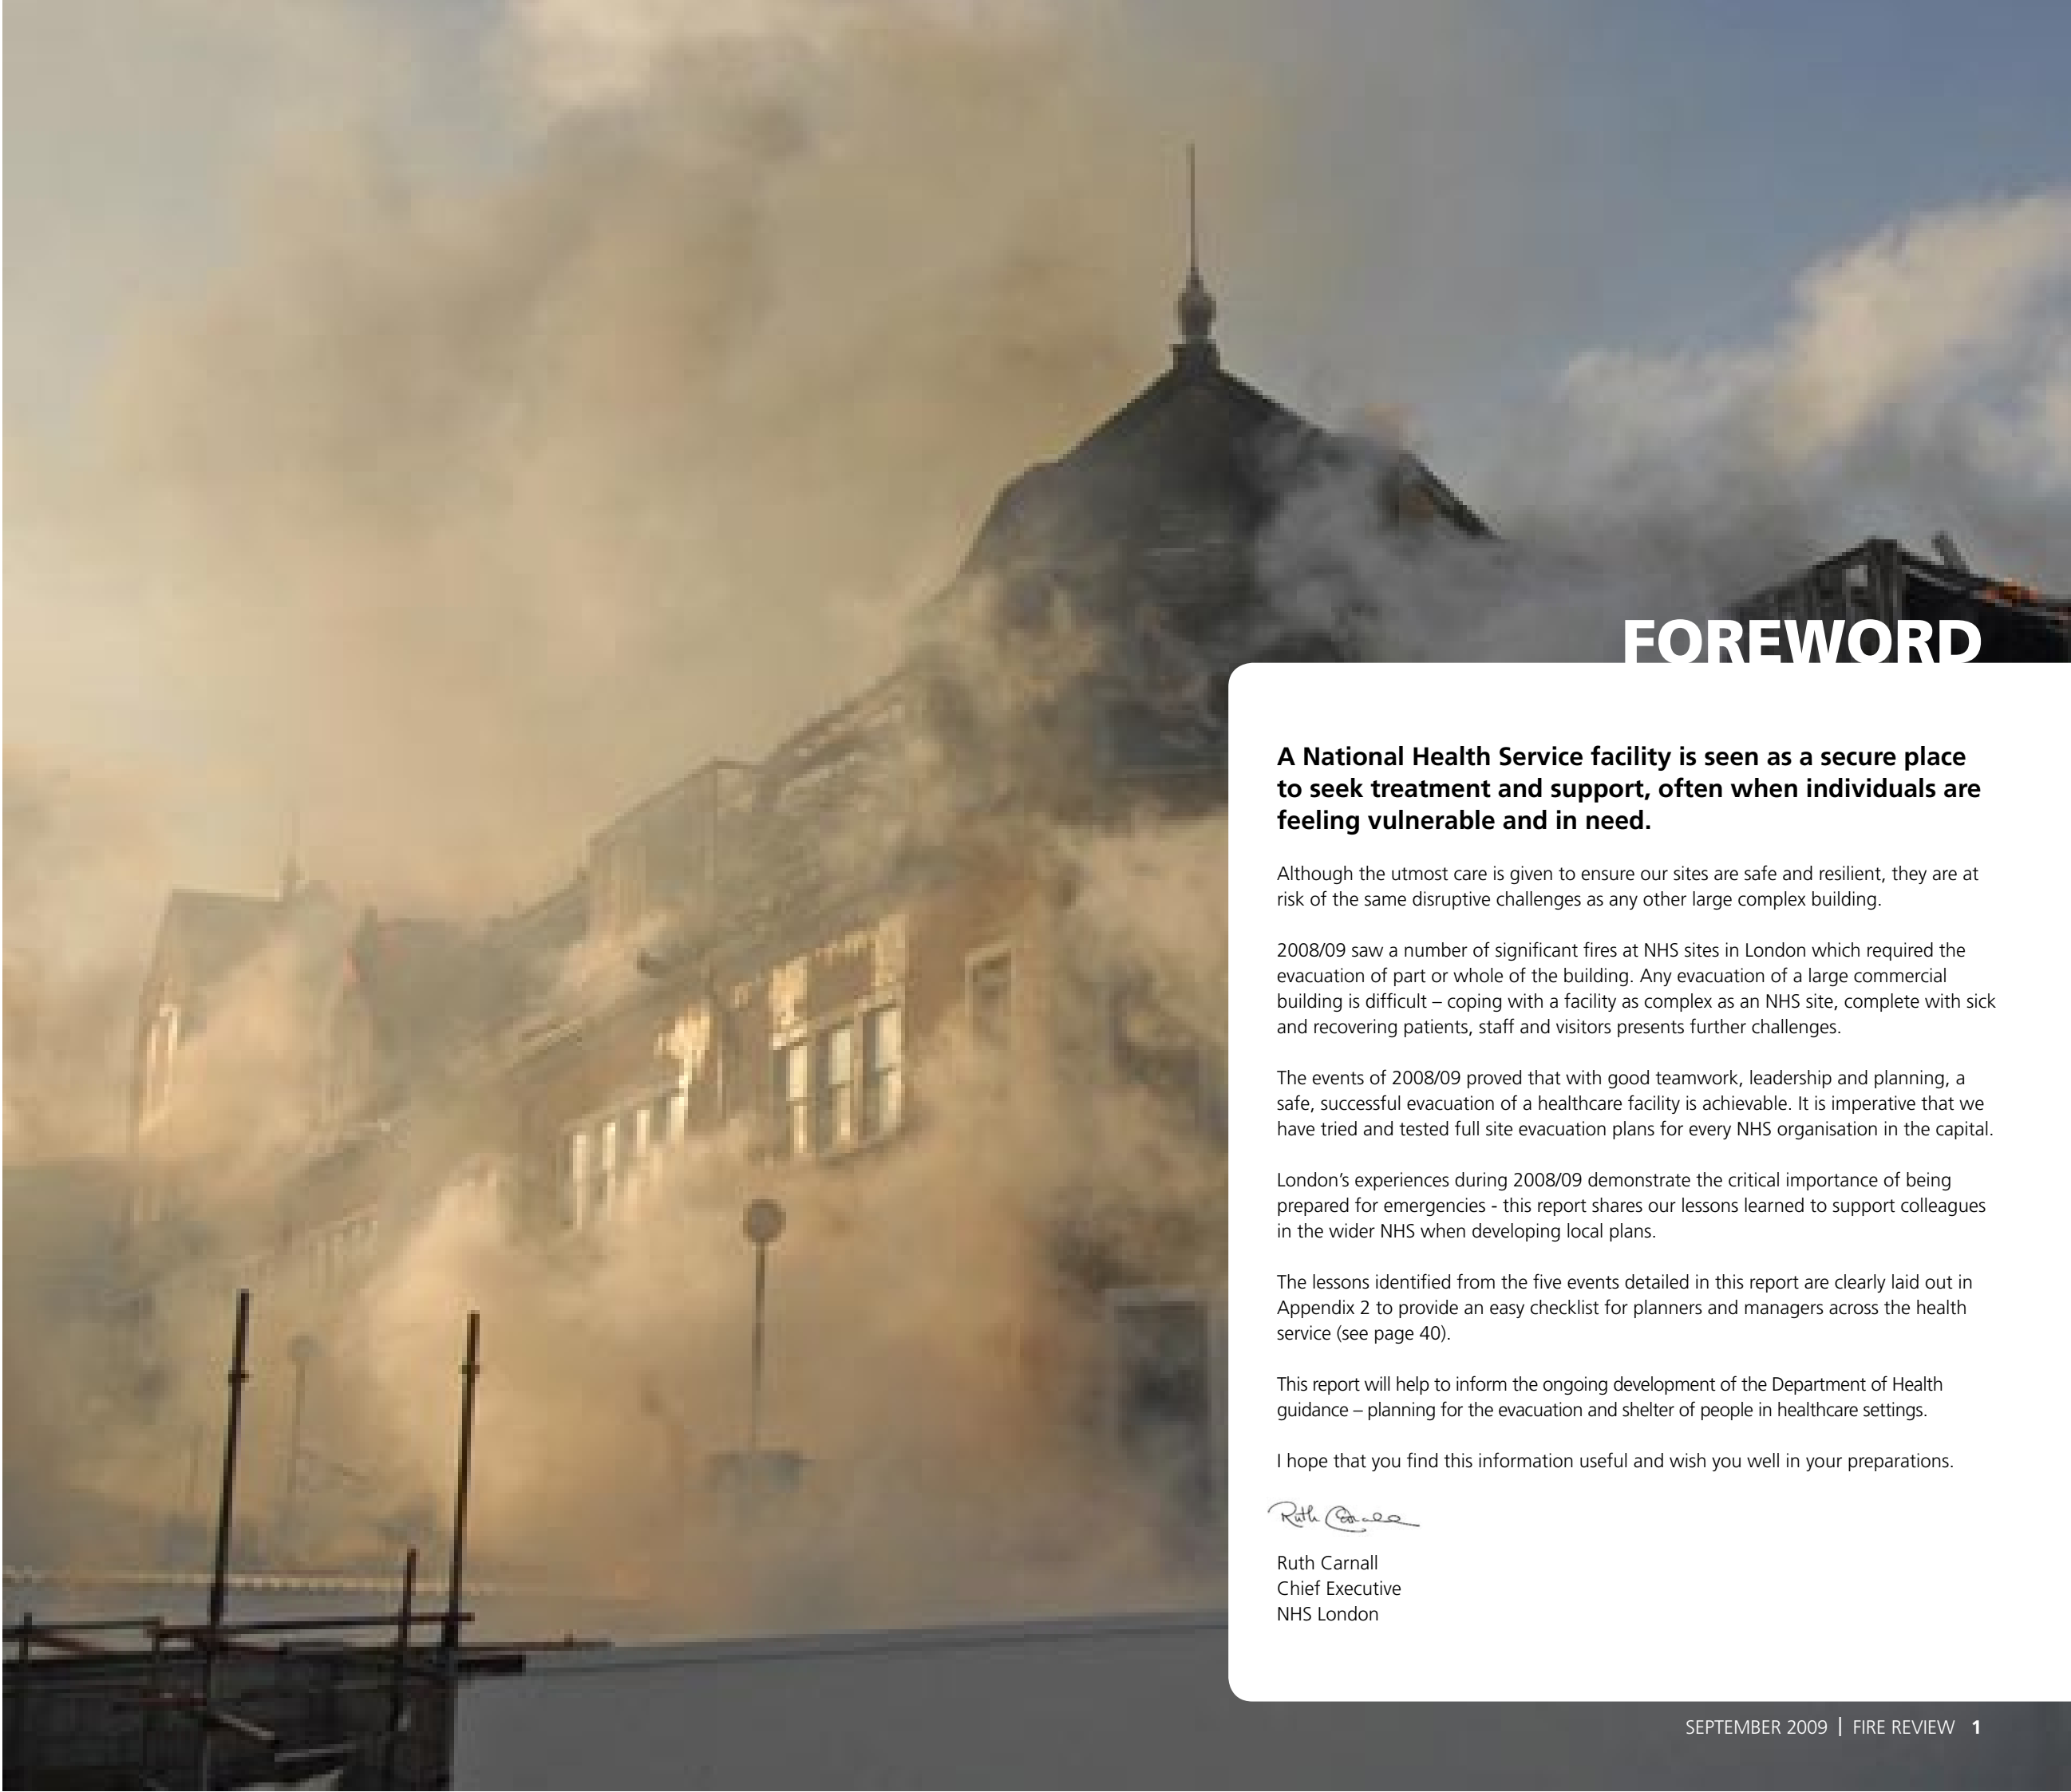 FOREWORD
A National Health Service facility is seen as a secure place
to seek treatment and support, often when individuals are
feeling vulnerable and in need.
Although the utmost care is given to ensure our sites are safe and resilient, they are at
risk of the same disruptive challenges as any other large complex building.
2008/09 saw a number of significant fires at NHS sites in London which required the
evacuation of part or whole of the building. Any evacuation of a large commercial
building is difficult – coping with a facility as complex as an NHS site, complete with sick
and recovering patients, staff and visitors presents further challenges.
The events of 2008/09 proved that with good teamwork, leadership and planning, a
safe, successful evacuation of a healthcare facility is achievable. It is imperative that we
have tried and tested full site evacuation plans for every NHS organisation in the capital.
London’s experiences during 2008/09 demonstrate the critical importance of being
prepared for emergencies - this report shares our lessons learned to support colleagues
in the wider NHS when developing local plans.
The lessons identified from the five events detailed in this report are clearly laid out in
Appendix 2 to provide an easy checklist for planners and managers across the health
service (see page 40).
This report will help to inform the ongoing development of the Department of Health
guidance – planning for the evacuation and shelter of people in healthcare settings.
I hope that you find this information useful and wish you well in your preparations.
Ruth Carnall
Ruth Carnall
Chief Executive
NHS London
SEPTEMBER 2009 | FIRE REVIEW 1